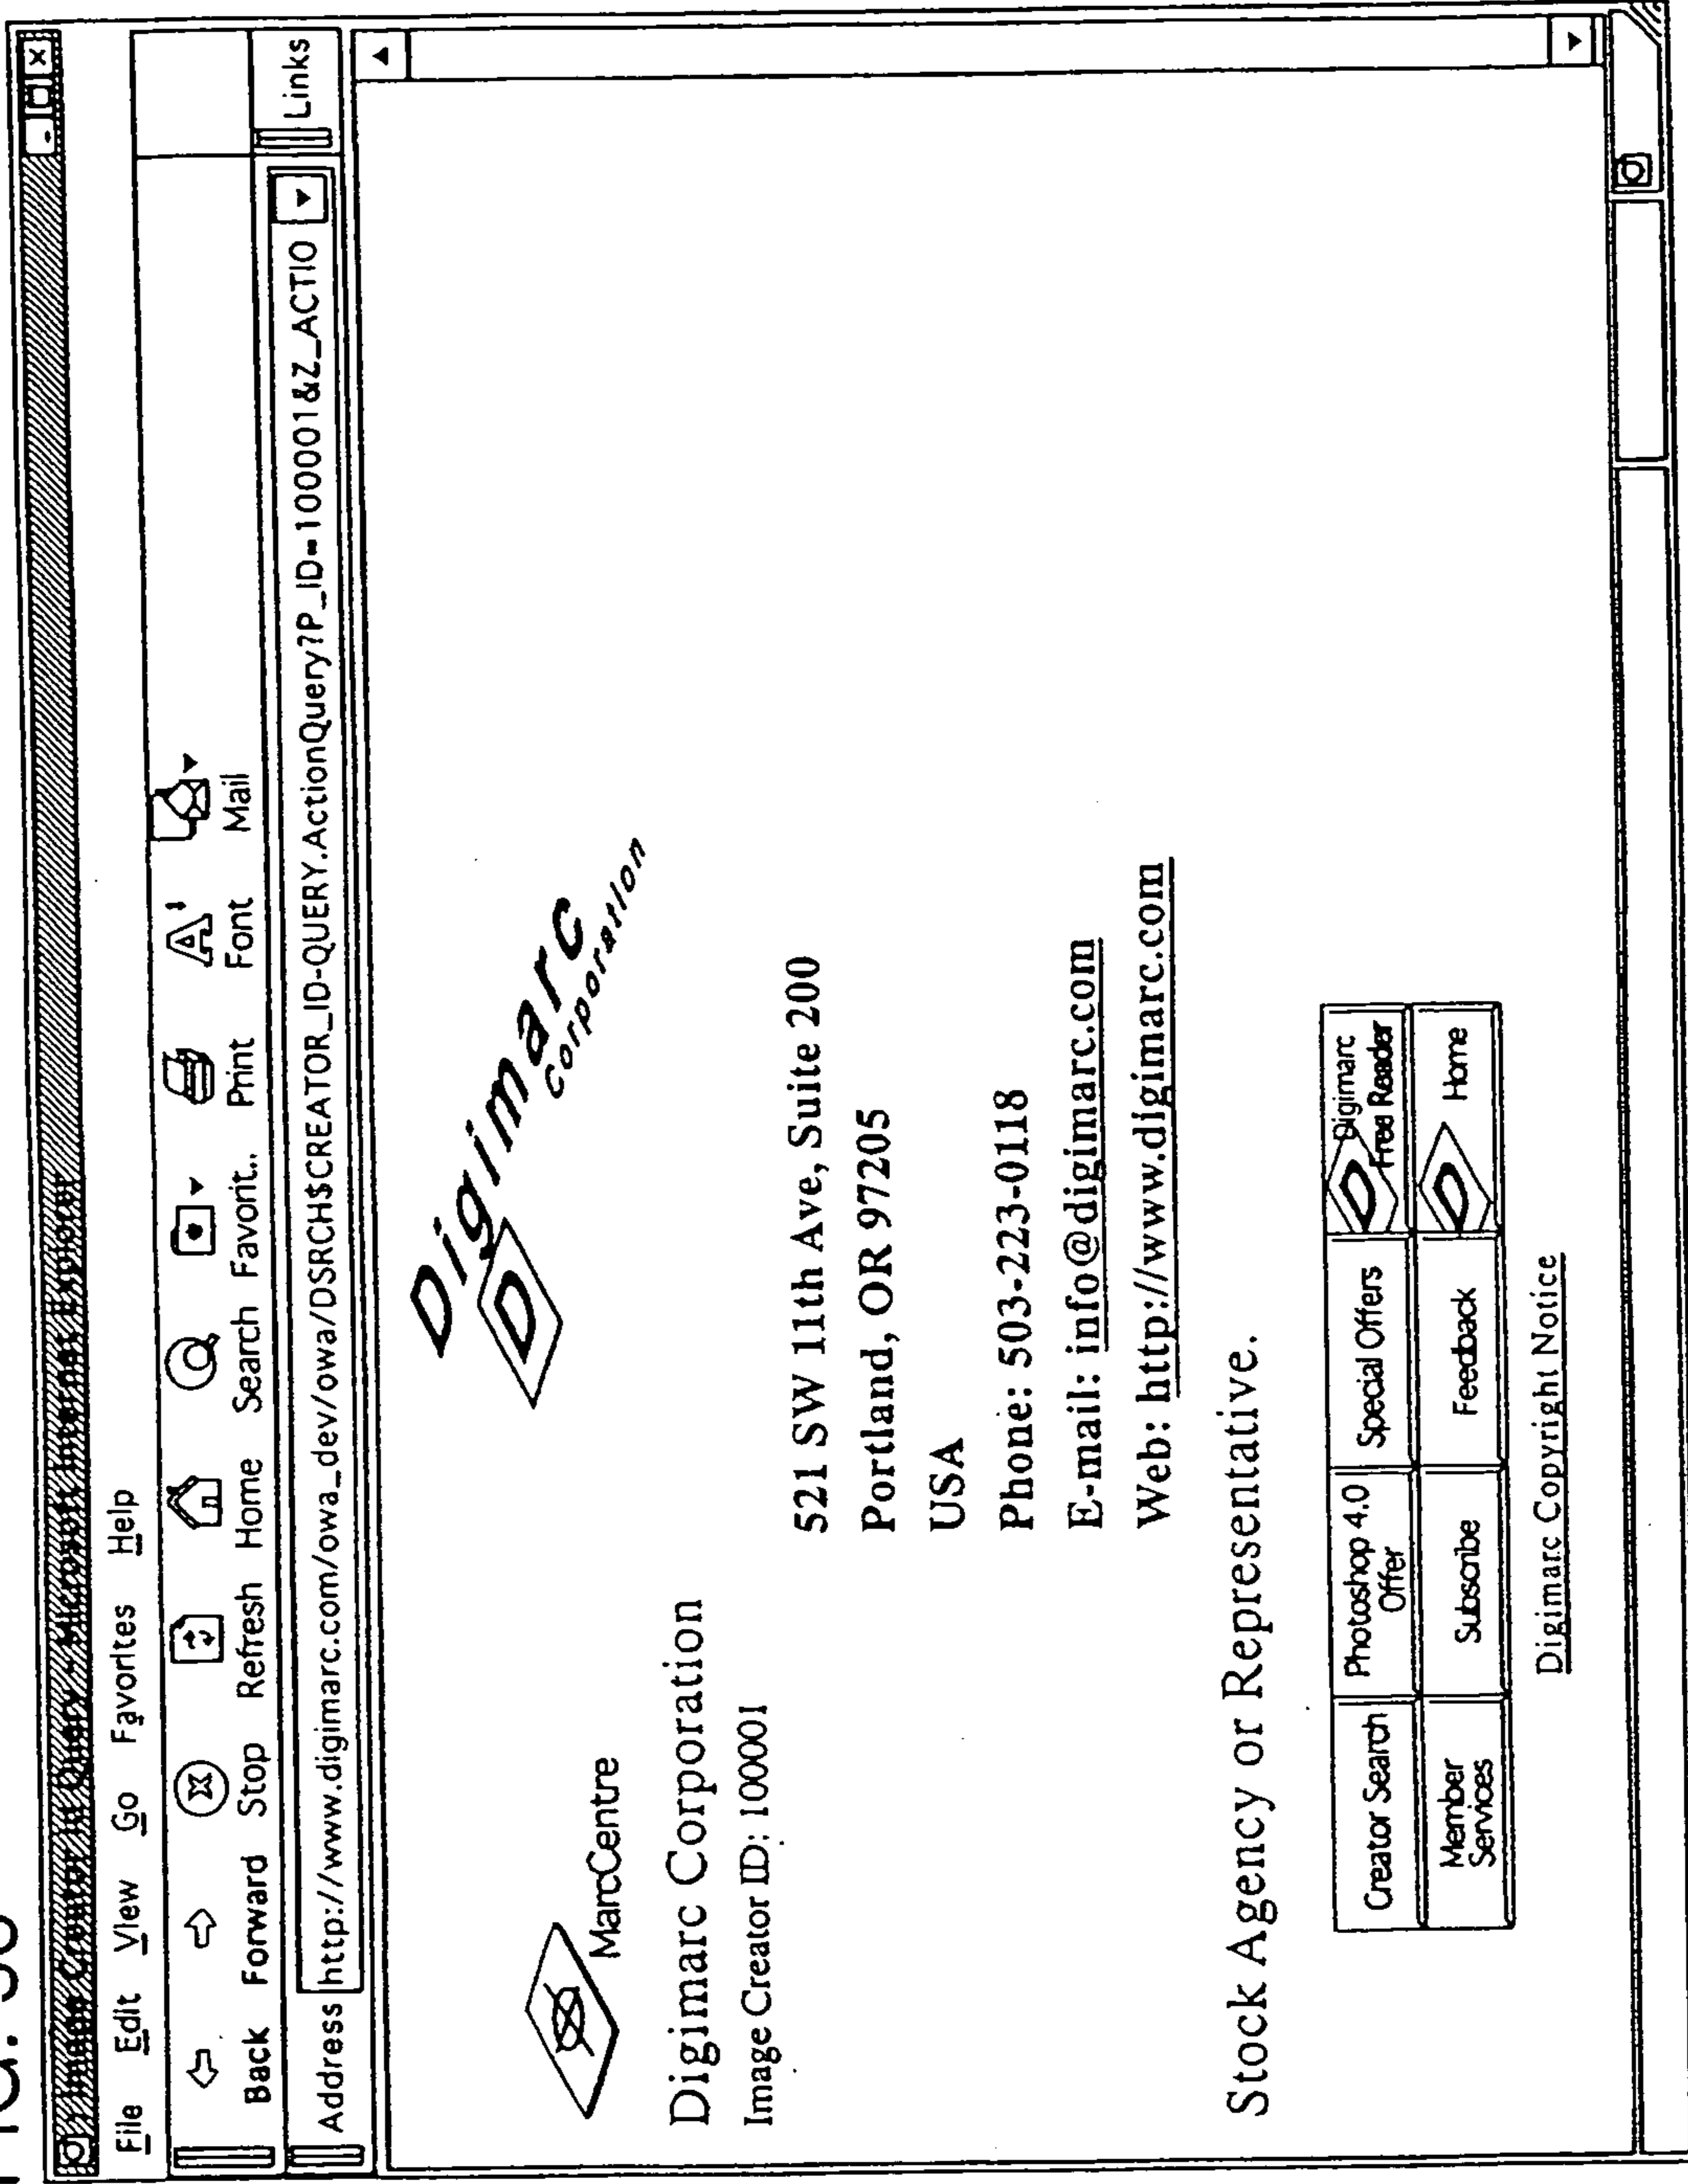 Image Creator ID Query - Microsoft Internet Explorer
File Edit View Go Favorites Help
Back Forward Stop Refresh Home Search Favorit.. Print Font Mail
Address http://www.digimarc.com/owa_dev/owa/DSRCH$CREATOR_ID-QUERY.ActionQuery?P_ID=100001&Z_ACTIO Links
MarcCentre
D Digimarc
Corporation
Digimarc Corporation
Image Creator ID: 100001
521 SW 11th Ave, Suite 200
Portland, OR 97205
USA
Phone: 503-223-0118
E-mail: info@digimarc.com
Web: http://www.digimarc.com
Stock Agency or Representative.
Creator Search Photoshop 4.0 Offer Special Offers D Digimarc Free Reader
Member Services Subscribe Feedback D Home
Digimarc Copyright Notice